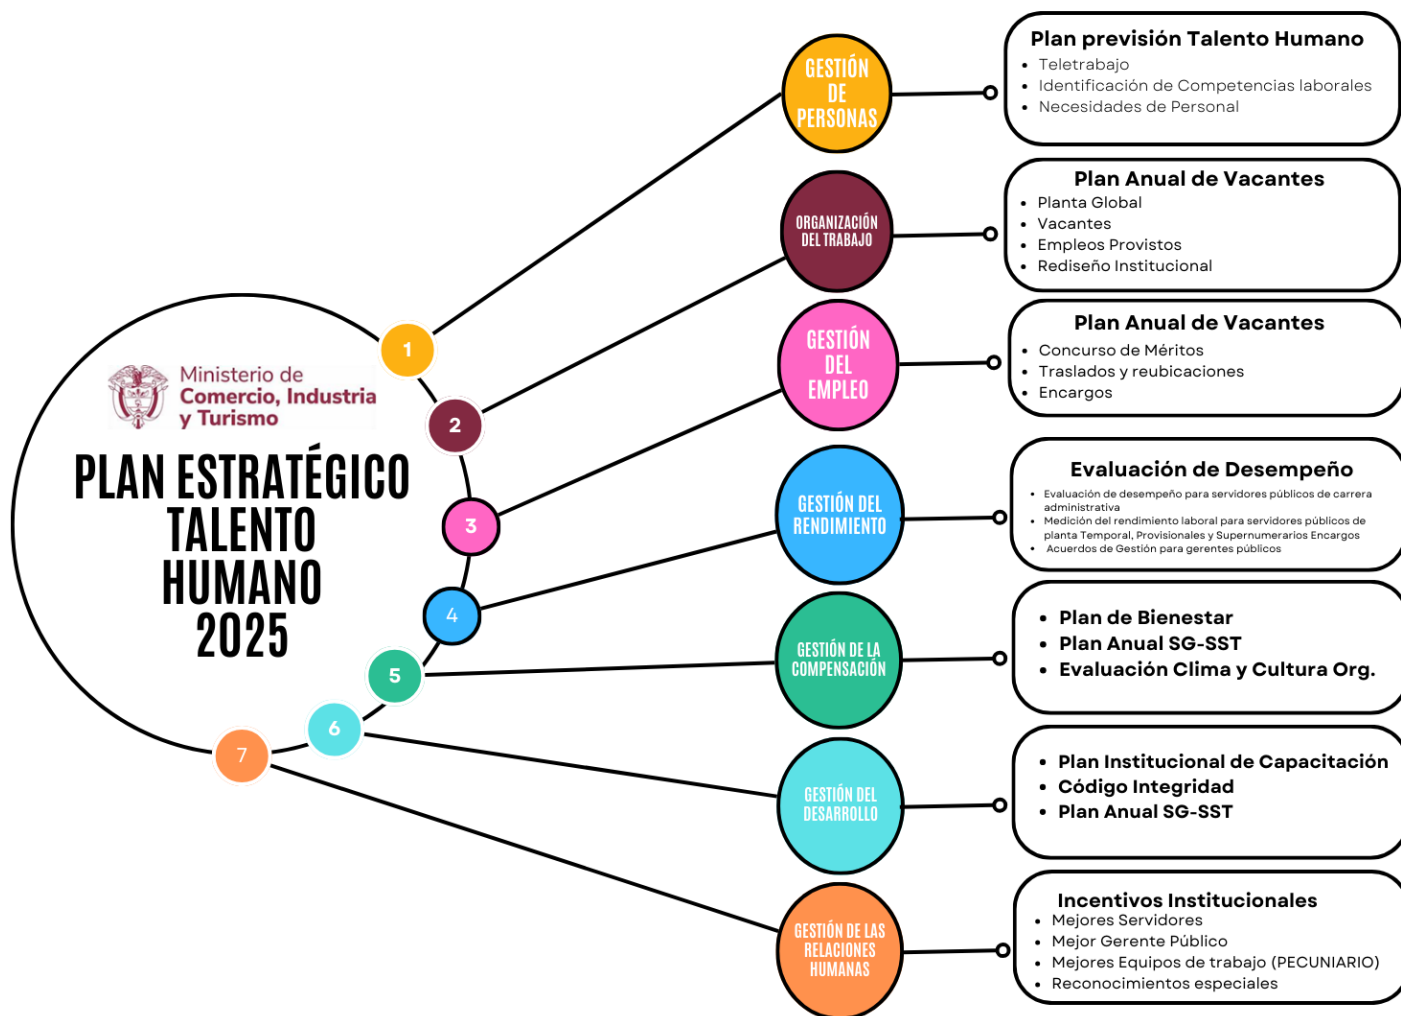 Ministerio de
Comercio, Industria
y Turismo
PLAN ESTRATÉGICO
TALENTO
HUMANO
2025
1
GESTIÓN
DE
PERSONAS
Plan previsión Talento Humano
• Teletrabajo
• Identificación de Competencias laborales
• Necesidades de Personal
2
ORGANIZACIÓN
DEL TRABAJO
Plan Anual de Vacantes
• Planta Global
• Vacantes
• Empleos Provistos
• Rediseño Institucional
3
GESTIÓN
DEL
EMPLEO
Plan Anual de Vacantes
• Concurso de Méritos
• Traslados y reubicaciones
• Encargos
4
GESTIÓN DEL
RENDIMIENTO
Evaluación de Desempeño
• Evaluación de desempeño para servidores públicos de carrera
administrativa
• Medición del rendimiento laboral para servidores públicos de
planta Temporal, Provisionales y Supernumerarios Encargos
• Acuerdos de Gestión para gerentes públicos
5
GESTIÓN DE LA
COMPENSACIÓN
• Plan de Bienestar
• Plan Anual SG-SST
• Evaluación Clima y Cultura Org.
6
GESTIÓN DEL
DESARROLLO
• Plan Institucional de Capacitación
• Código Integridad
• Plan Anual SG-SST
7
GESTIÓN DE LAS
RELACIONES
HUMANAS
Incentivos Institucionales
• Mejores Servidores
• Mejor Gerente Público
• Mejores Equipos de trabajo (PECUNIARIO)
• Reconocimientos especiales